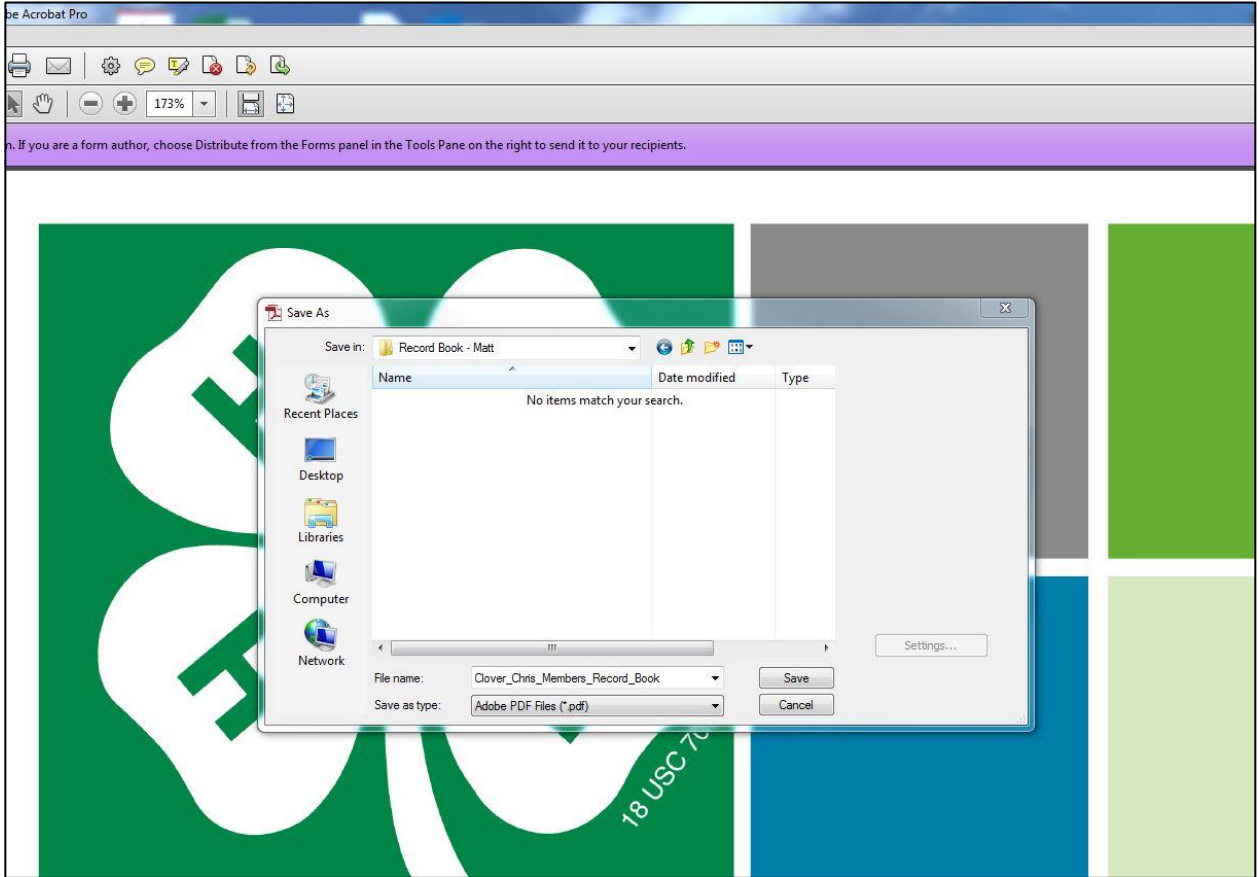 be Acrobat Pro
173%
n. If you are a form author, choose Distribute from the Forms panel in the Tools Pane on the right to send it to your recipients.
Save As
Save in: Record Book - Matt
Name Date modified Type
No items match your search.
Recent Places
Desktop
Libraries
Computer
Network
Settings...
File name: Clover_Chris_Members_Record_Book Save
Save as type: Adobe PDF Files (*.pdf) Cancel
H
H
18 USC 70